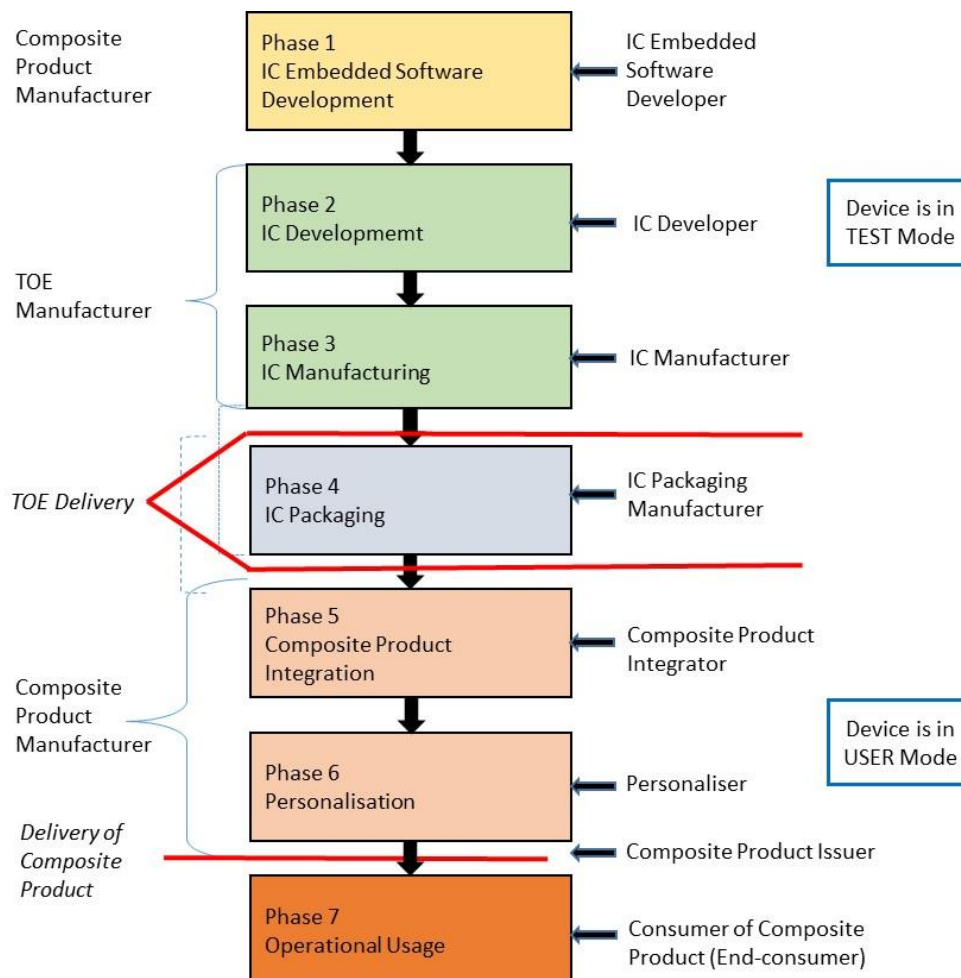 Composite
Product
Manufacturer
Phase 1
IC Embedded Software
Development
IC Embedded
Software
Developer
Phase 2
IC Developmemt
IC Developer
Device is in
TEST Mode
TOE
Manufacturer
Phase 3
IC Manufacturing
IC Manufacturer
TOE Delivery
Phase 4
IC Packaging
IC Packaging
Manufacturer
Phase 5
Composite Product
Integration
Composite Product
Integrator
Composite
Product
Manufacturer
Device is in
USER Mode
Phase 6
Personalisation
Personaliser
Delivery of
Composite
Product
Composite Product Issuer
Phase 7
Operational Usage
Consumer of Composite
Product (End-consumer)